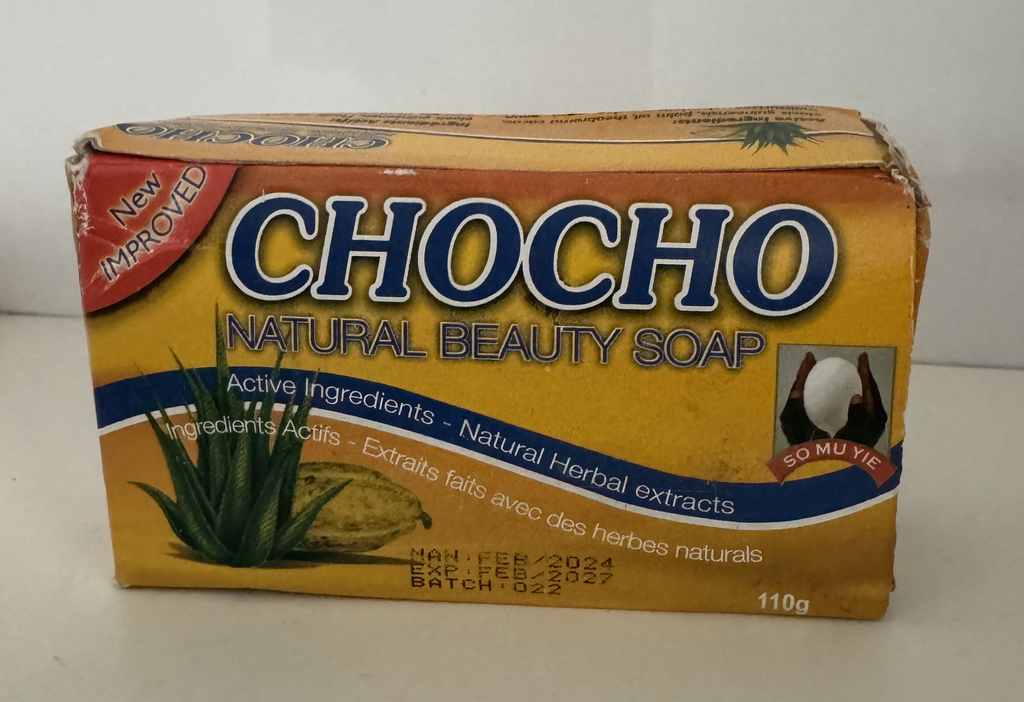 CHOCHO
New
IMPROVED
CHOCHO
NATURAL BEAUTY SOAP
Active Ingredients - Natural Herbal extracts
Ingredients Actifs - Extraits faits avec des herbes naturals
SO MU YIE
MAN.FEB/2024
EXP.FEB/2027
BATCH.022
110g